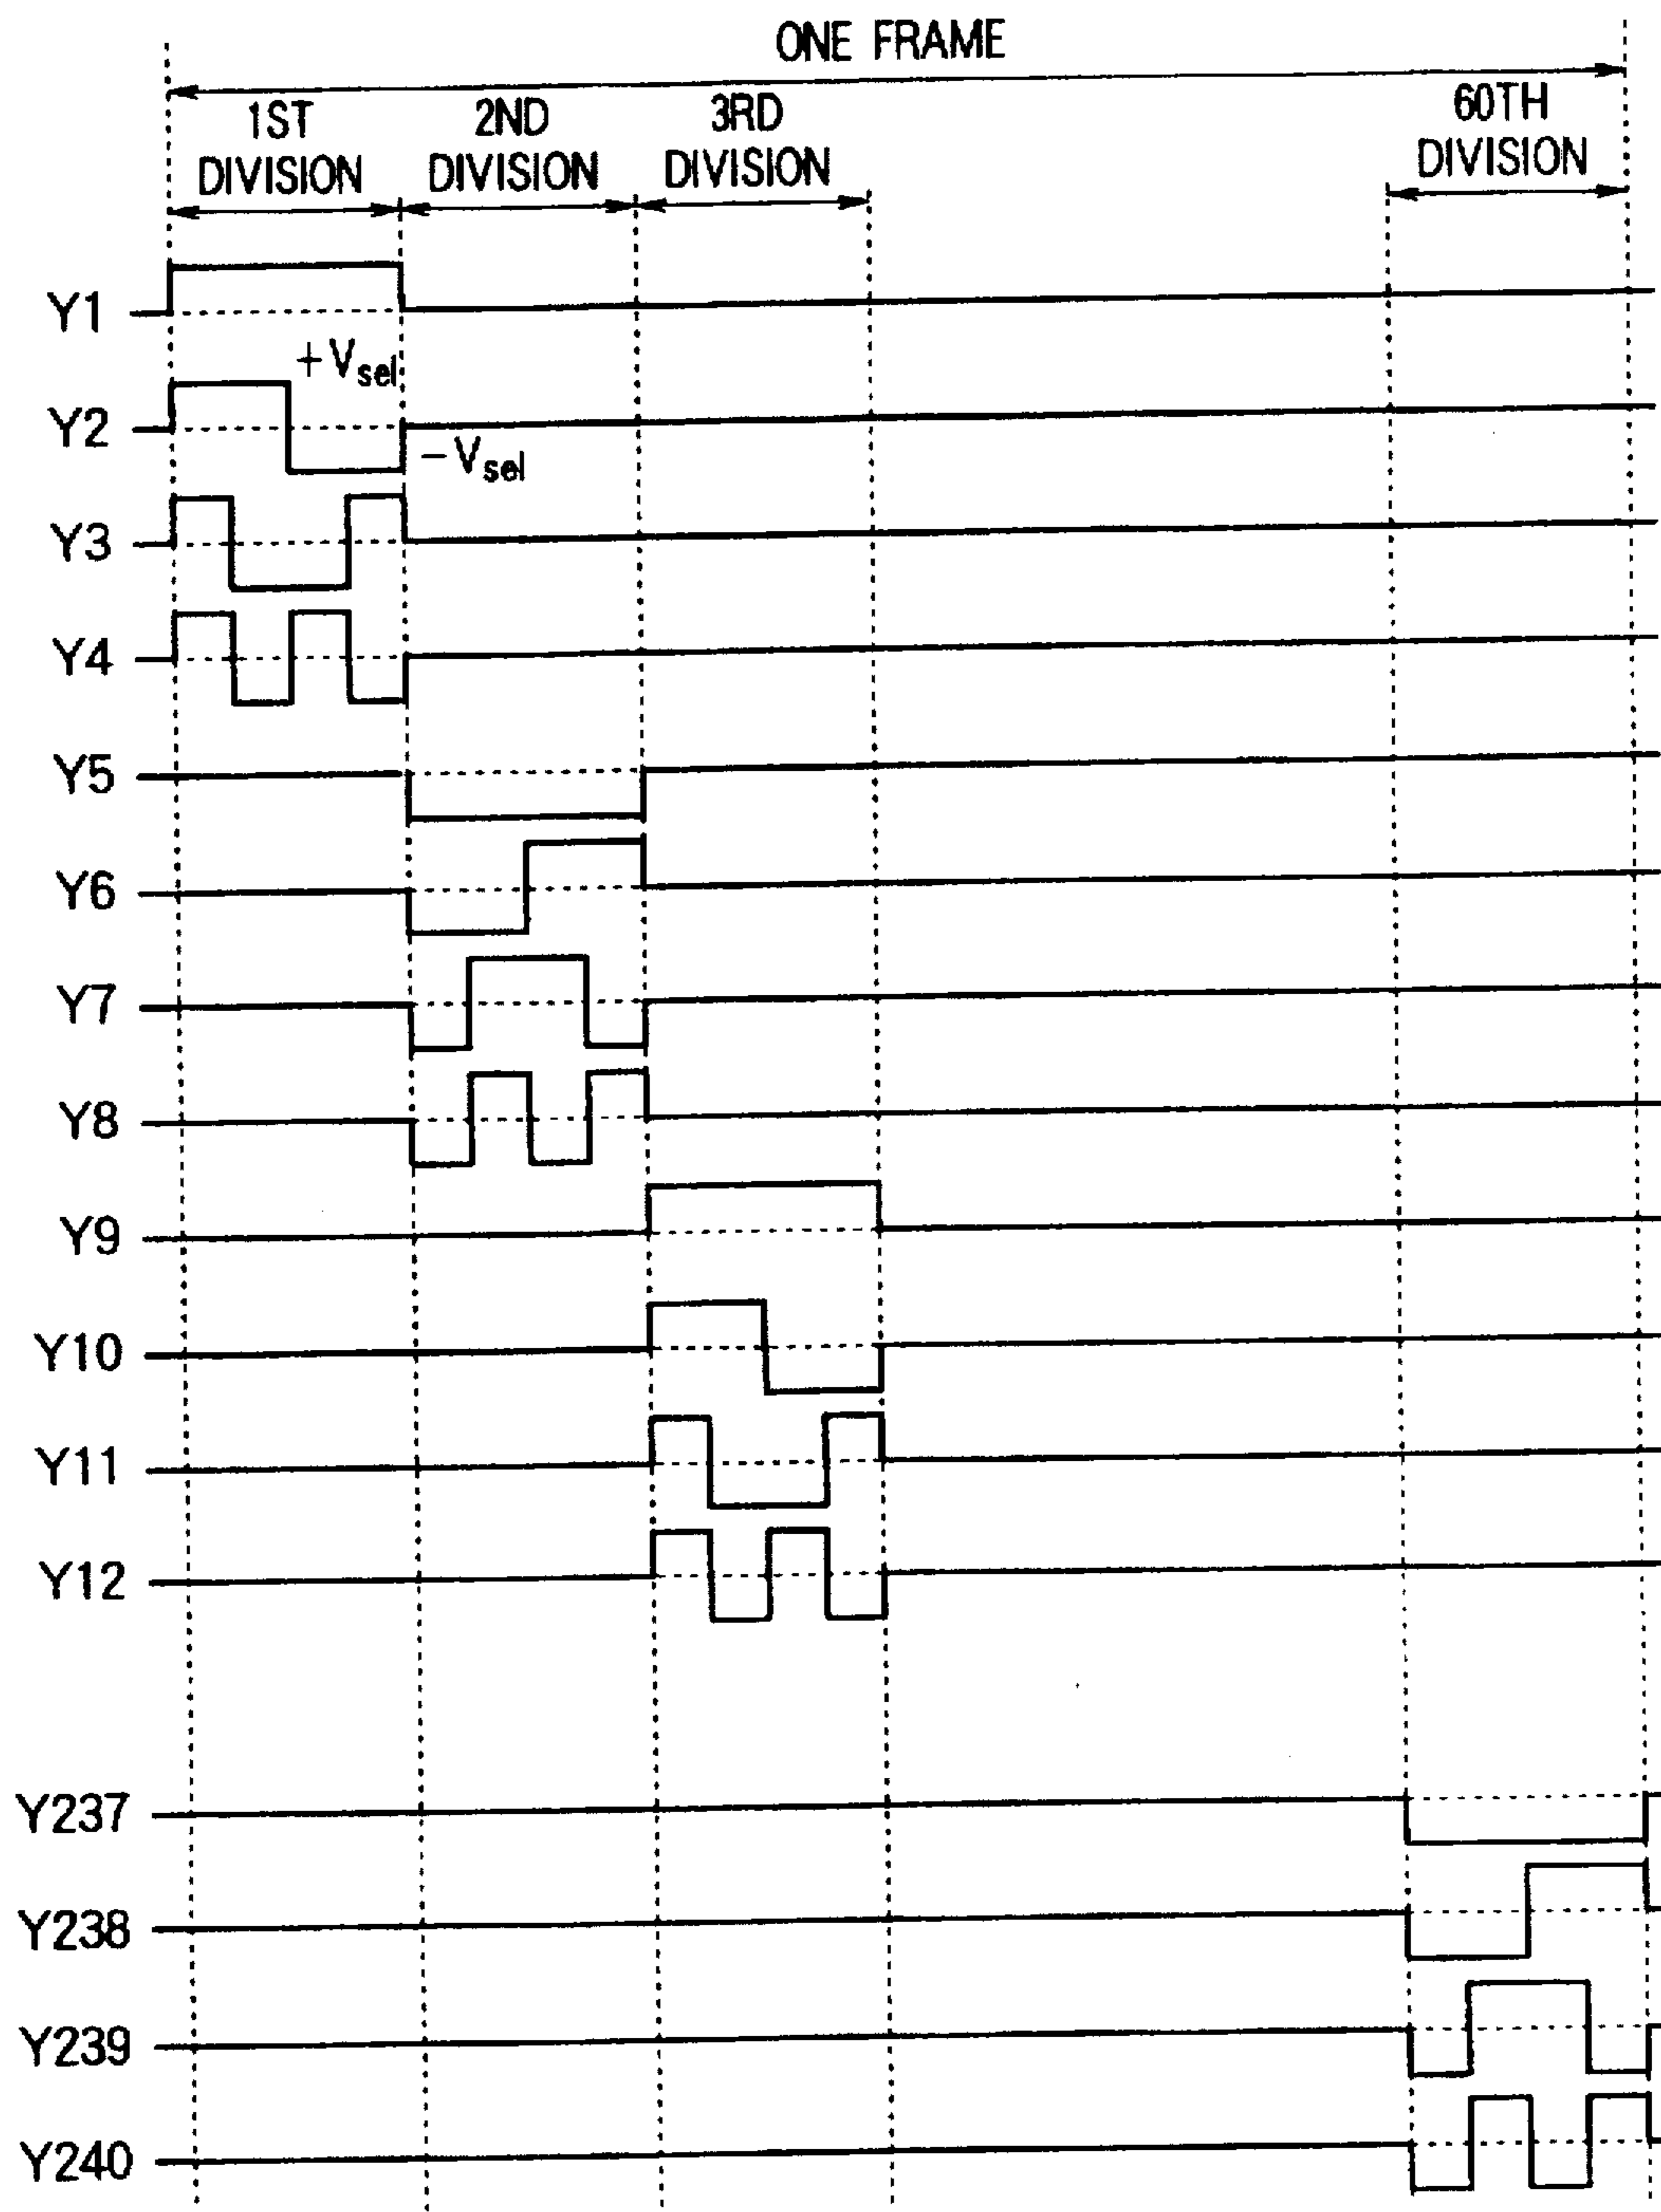 ONE FRAME
1ST
DIVISION
2ND
DIVISION
3RD
DIVISION
60TH
DIVISION
Y1
+Vsel
Y2
-Vsel
Y3
Y4
Y5
Y6
Y7
Y8
Y9
Y10
Y11
Y12
Y237
Y238
Y239
Y240